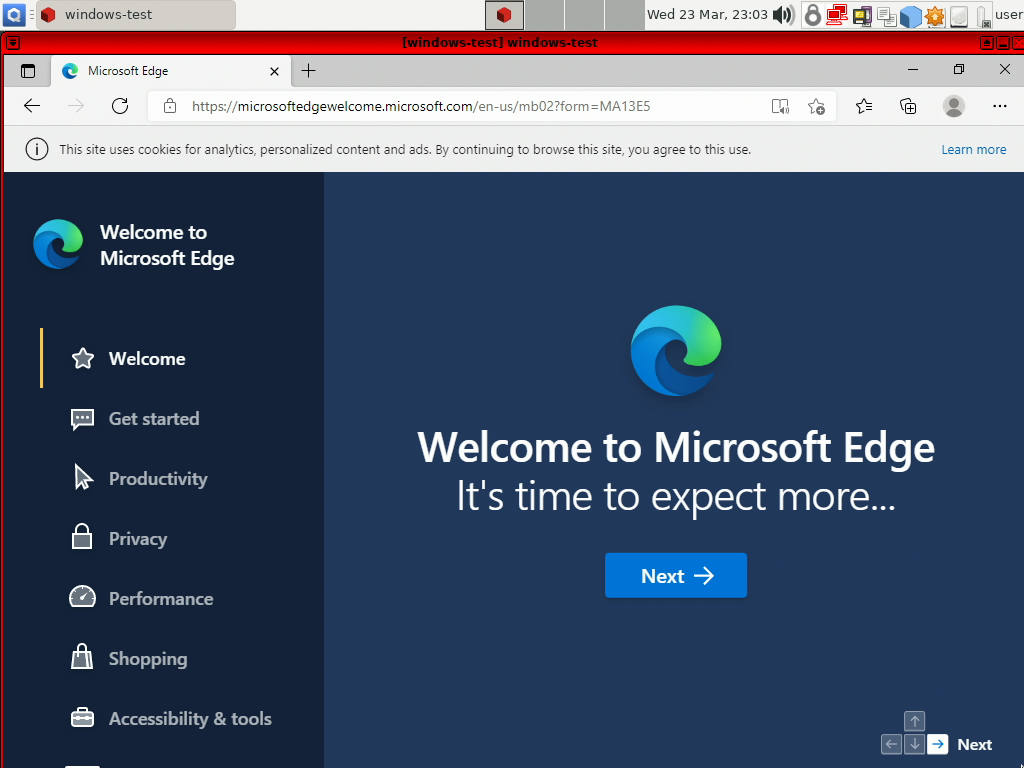 windows-test
Wed 23 Mar, 23:03
user
[windows-test] windows-test
Microsoft Edge
https://microsoftedgewelcome.microsoft.com/en-us/mb02?form=MA13E5
This site uses cookies for analytics, personalized content and ads. By continuing to browse this site, you agree to this use.
Learn more
Welcome to
Microsoft Edge
Welcome
Get started
Productivity
Privacy
Performance
Shopping
Accessibility & tools
Welcome to Microsoft Edge
It's time to expect more...
Next
Next